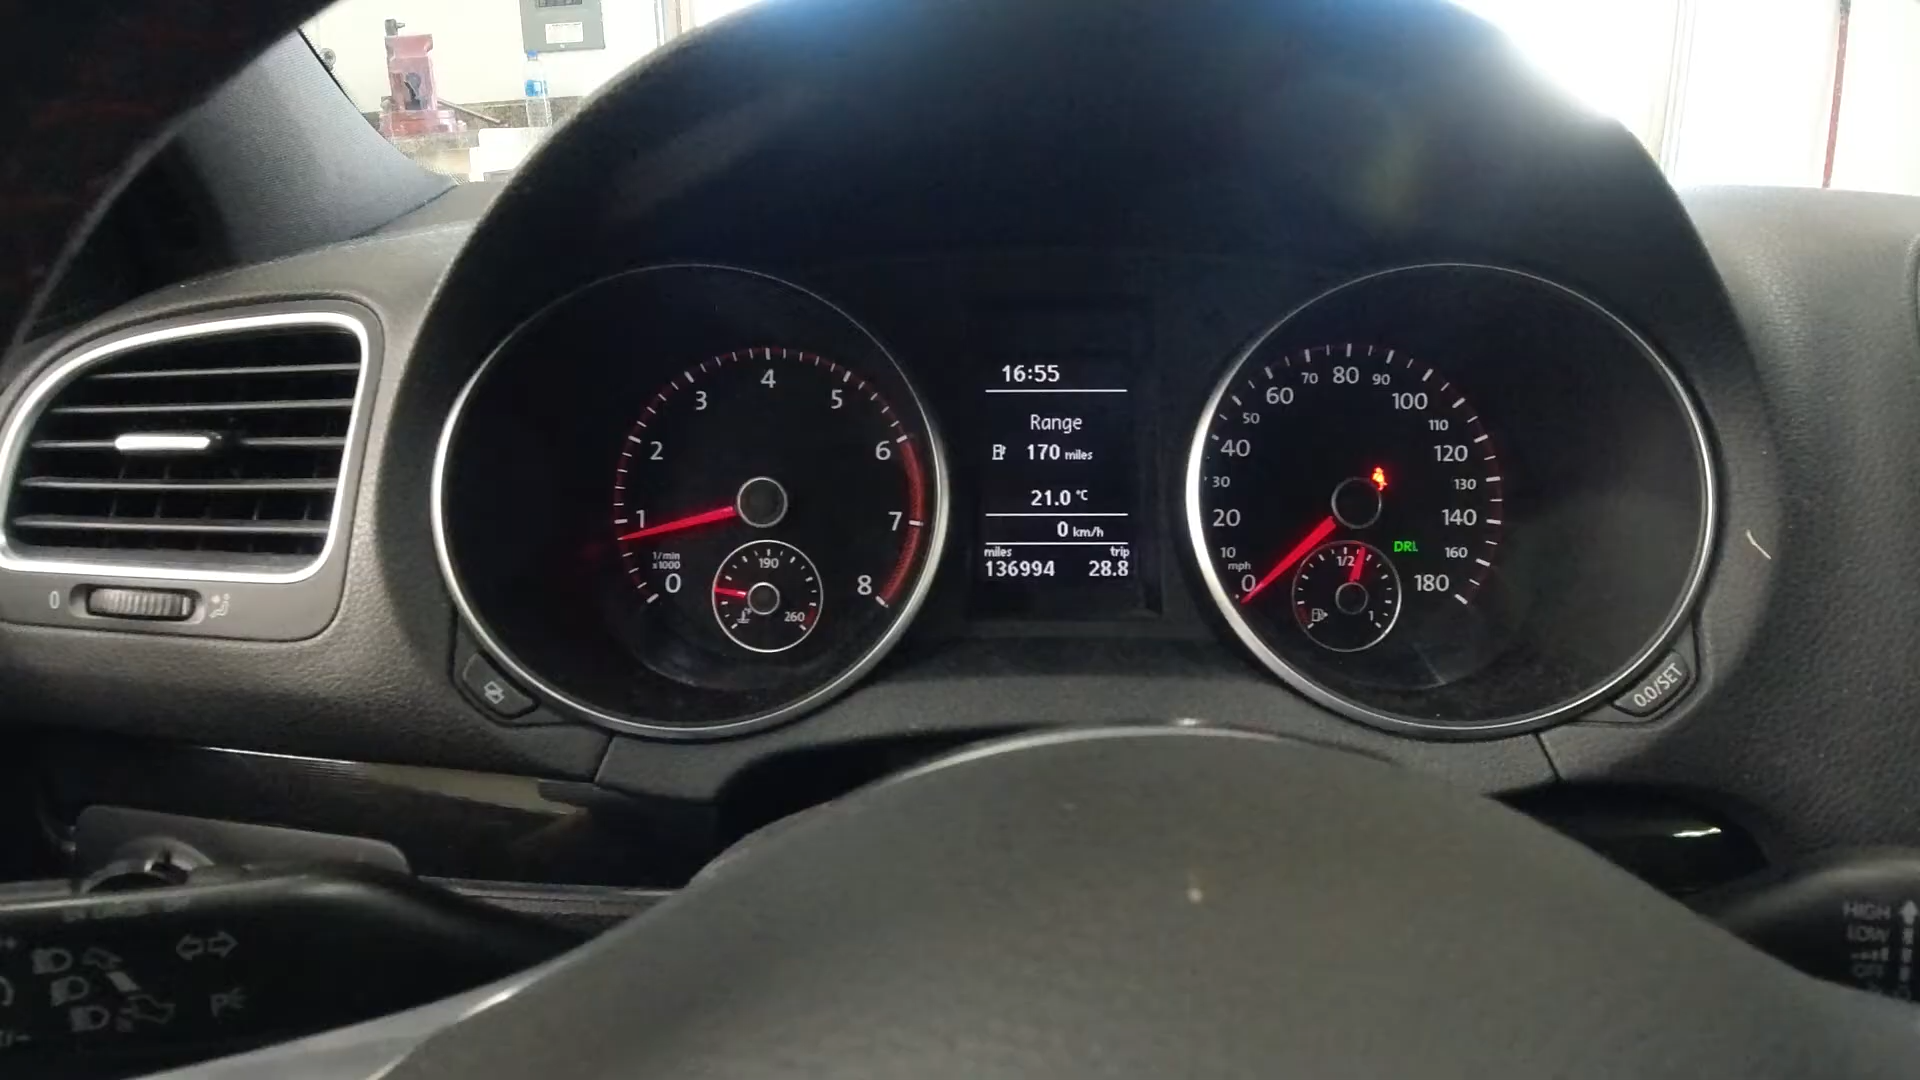 16:55
Range
170 miles
21.0 °C
0 km/h
miles trip
136994 28.8
0 1 2 3 4 5 6 7 8
1/min
x1000
190
260
0 10 20 30 40 50 60 70 80 90 100 110 120 130 140 160 180
mph
DRL
1/2
1
0.0/SET
0
HIGH
LOW
OFF